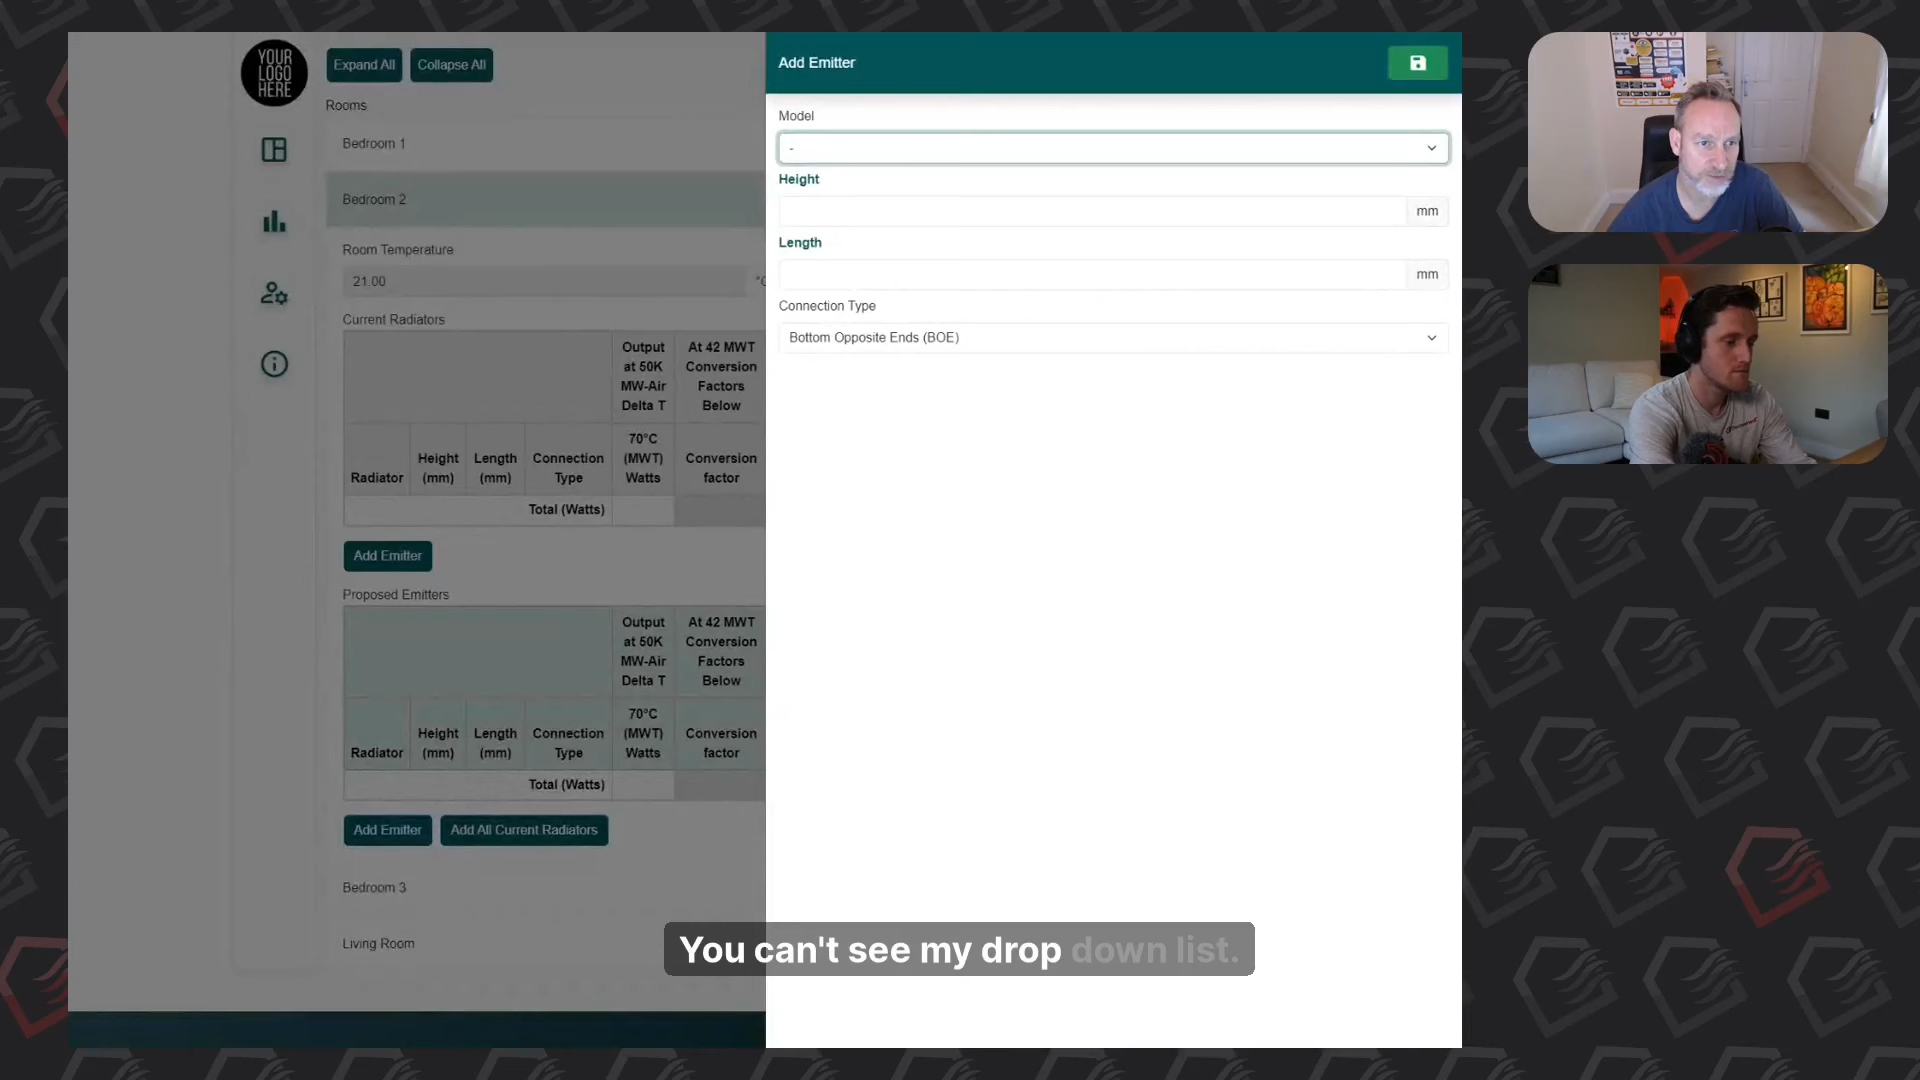 YOUR
LOGO
HERE
Expand All
Collapse All
Rooms
Bedroom 1
Bedroom 2
Room Temperature
21.00
Current Radiators
Output
at 50K
MW-Air
Delta T
At 42 MWT
Conversion
Factors
Below
Radiator
Height
(mm)
Length
(mm)
Connection
Type
70°C
(MWT)
Watts
Conversion
factor
Total (Watts)
Add Emitter
Proposed Emitters
Output
at 50K
MW-Air
Delta T
At 42 MWT
Conversion
Factors
Below
Radiator
Height
(mm)
Length
(mm)
Connection
Type
70°C
(MWT)
Watts
Conversion
factor
Total (Watts)
Add Emitter
Add All Current Radiators
Bedroom 3
Living Room
Add Emitter
Model
-
Height
mm
Length
mm
Connection Type
Bottom Opposite Ends (BOE)
You can't see my drop down list.